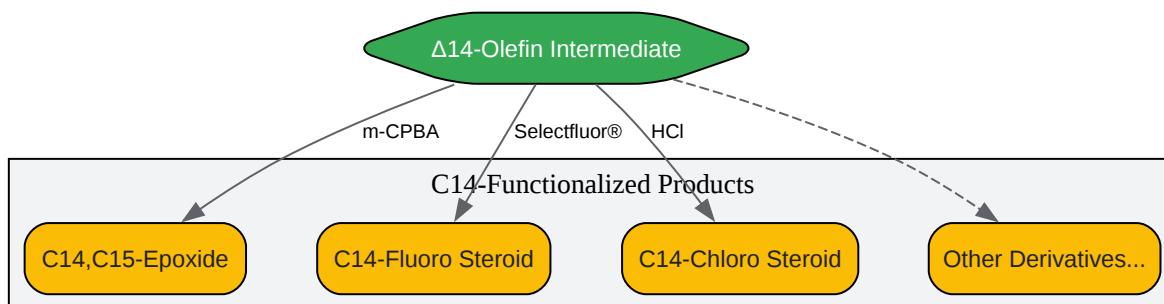 Δ14-Olefin Intermediate
m-CPBA
Selectfluor®
HCl
C14-Functionalized Products
C14,C15-Epoxide
C14-Fluoro Steroid
C14-Chloro Steroid
Other Derivatives...